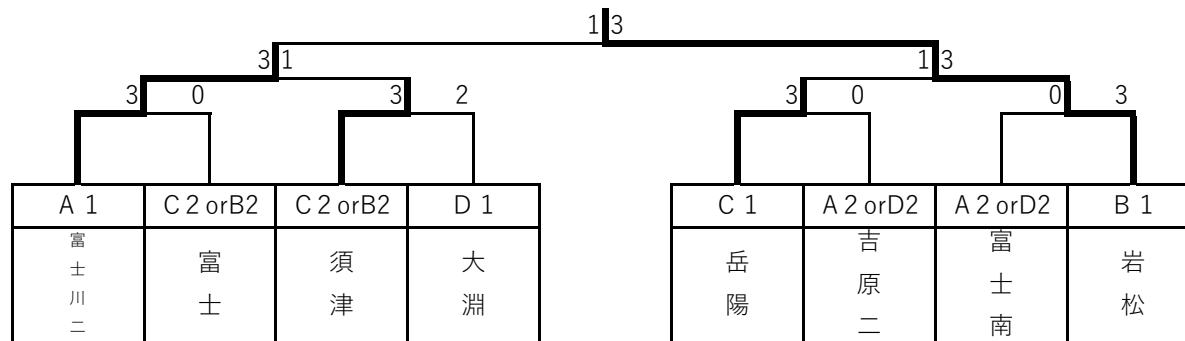 1 3
3 1
1 3
3 0
3 2
3 0
0 3
A 1
C 2 orB2
C 2 orB2
D 1
C 1
A 2 orD2
A 2 orD2
B 1
富士川二
富士
須津
大淵
岳陽
吉原二
富士南
岩松